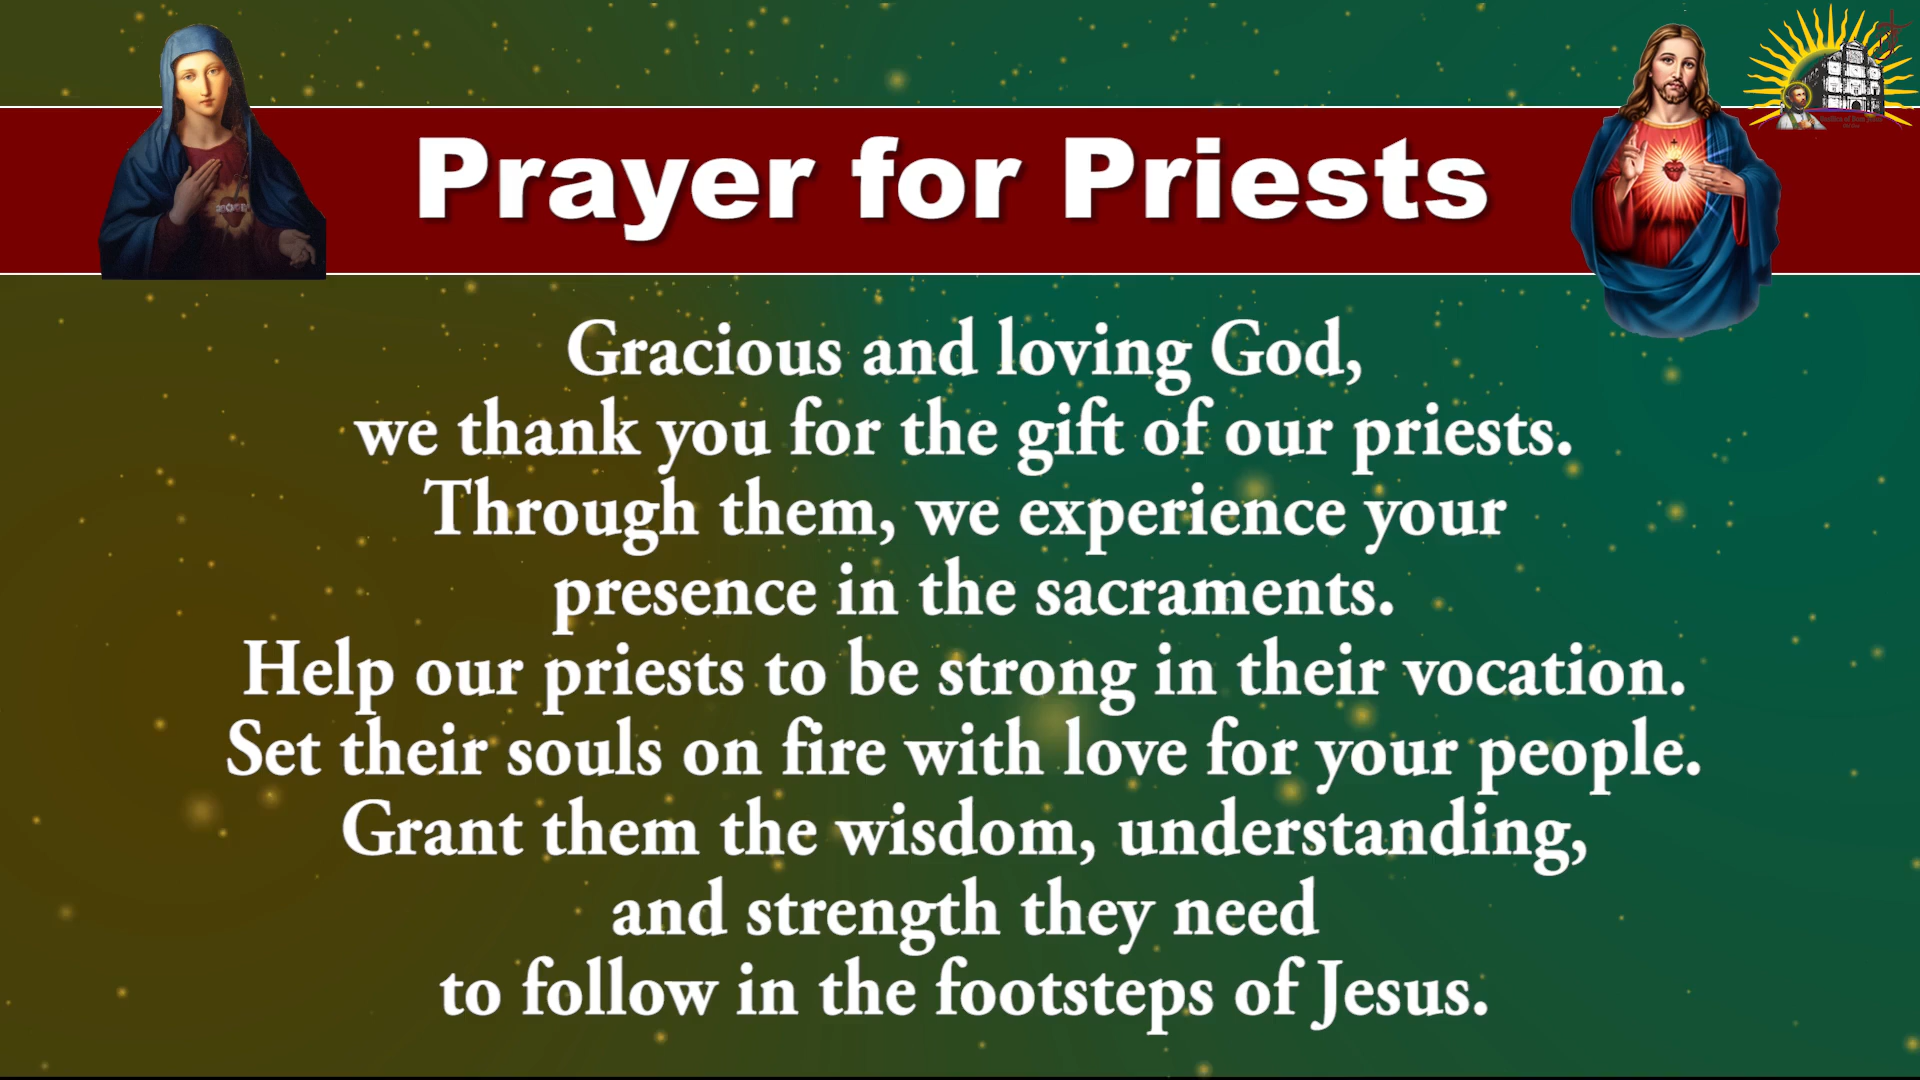 Prayer for Priests
Gracious and loving God,
we thank you for the gift of our priests.
Through them, we experience your
presence in the sacraments.
Help our priests to be strong in their vocation.
Set their souls on fire with love for your people.
Grant them the wisdom, understanding,
and strength they need
to follow in the footsteps of Jesus.